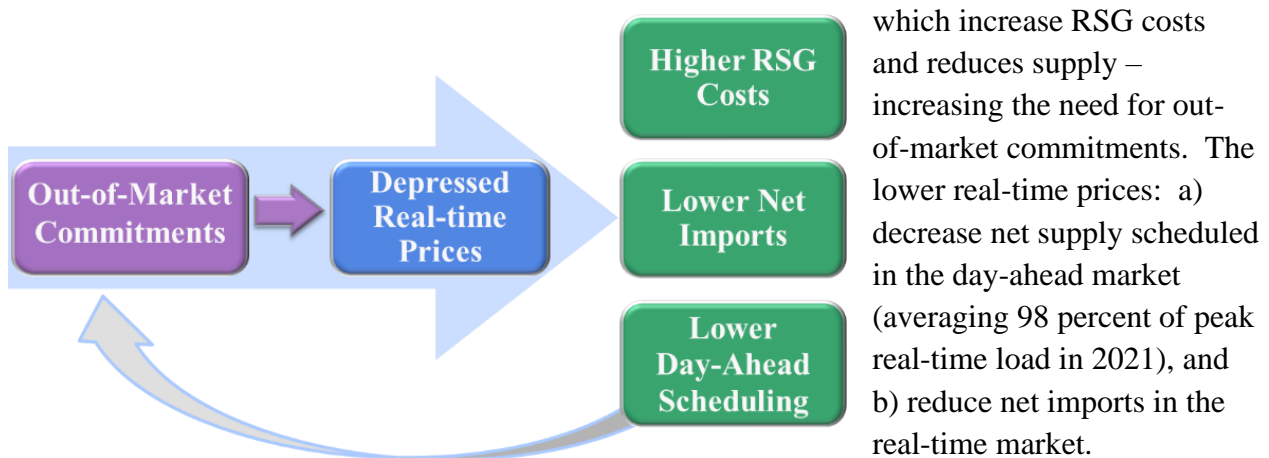 Out-of-Market
Commitments
Depressed
Real-time
Prices
Higher RSG
Costs
Lower Net
Imports
Lower
Day-Ahead
Scheduling
which increase RSG costs
and reduces supply –
increasing the need for out-
of-market commitments.  The
lower real-time prices:  a)
decrease net supply scheduled
in the day-ahead market
(averaging 98 percent of peak
real-time load in 2021), and
b) reduce net imports in the
real-time market.